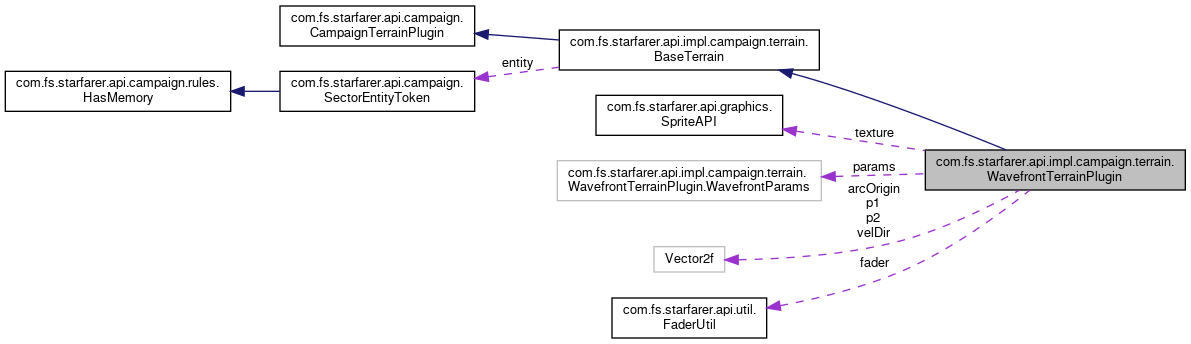 com.fs.starfarer.api.campaign.
CampaignTerrainPlugin
com.fs.starfarer.api.impl.campaign.terrain.
BaseTerrain
entity
com.fs.starfarer.api.campaign.rules.
HasMemory
com.fs.starfarer.api.campaign.
SectorEntityToken
com.fs.starfarer.api.graphics.
SpriteAPI
texture
com.fs.starfarer.api.impl.campaign.terrain.
WavefrontTerrainPlugin
com.fs.starfarer.api.impl.campaign.terrain.
WavefrontTerrainPlugin.WavefrontParams
params
arcOrigin
p1
p2
velDir
Vector2f
fader
com.fs.starfarer.api.util.
FaderUtil